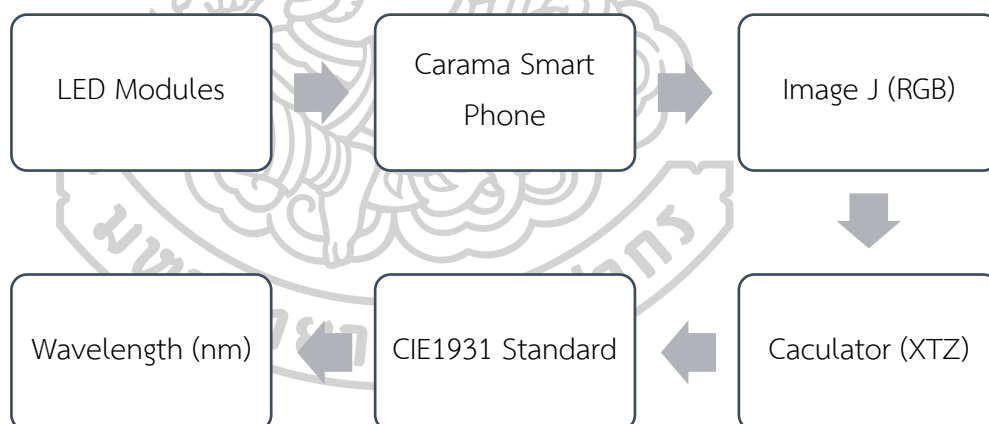 LED Modules
Carama Smart
Phone
Image J (RGB)
Caculator (XTZ)
CIE1931 Standard
Wavelength (nm)